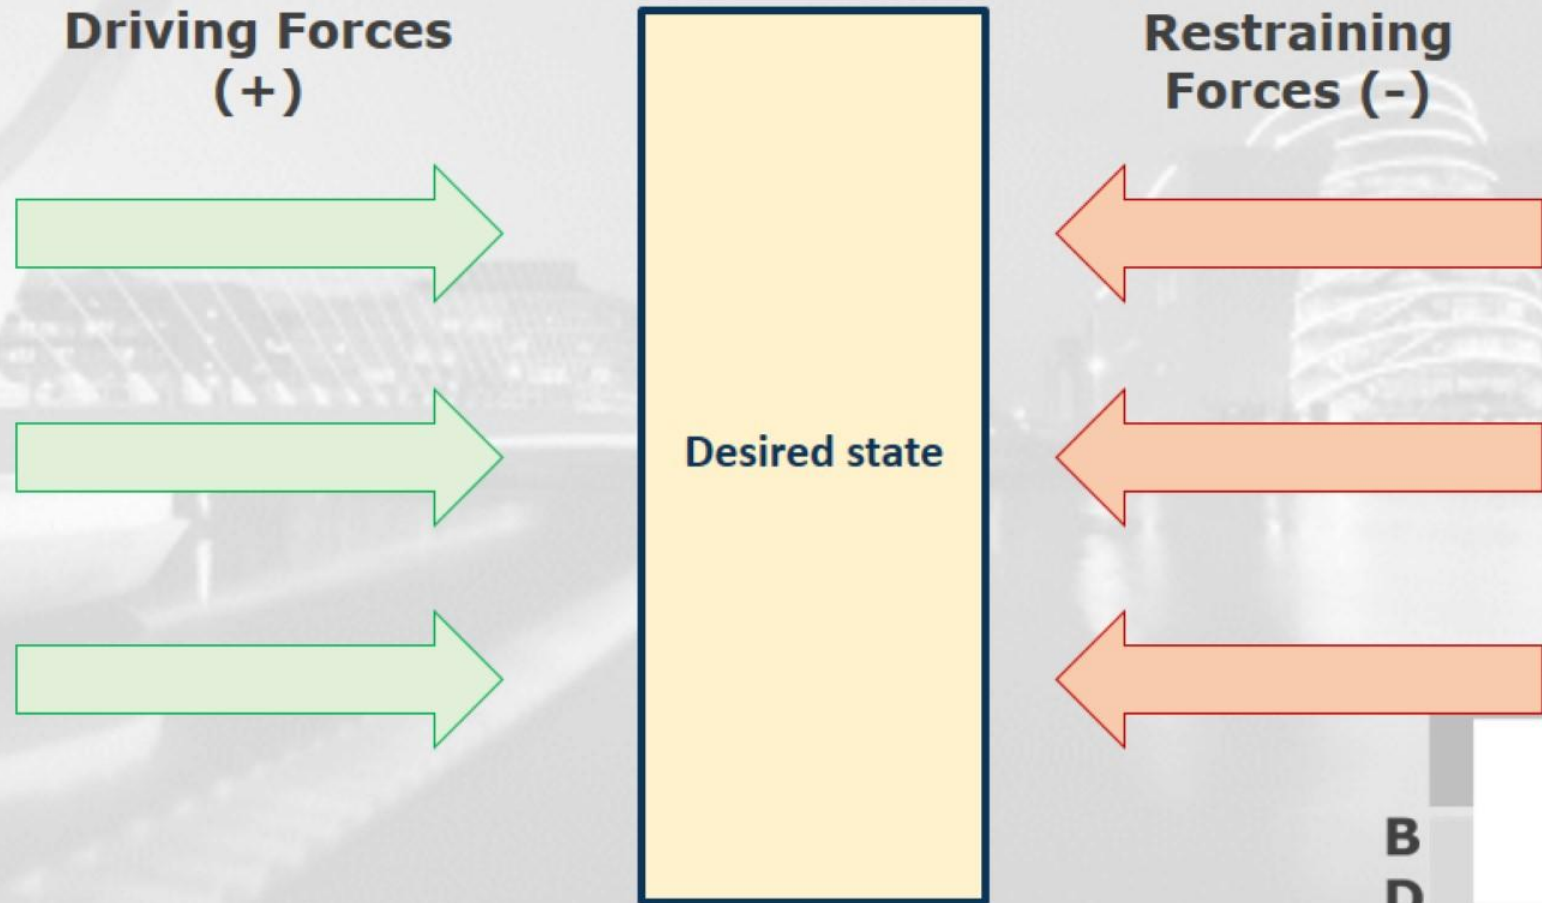 Driving Forces
(+)
Restraining
Forces (-)
Desired state
B
D